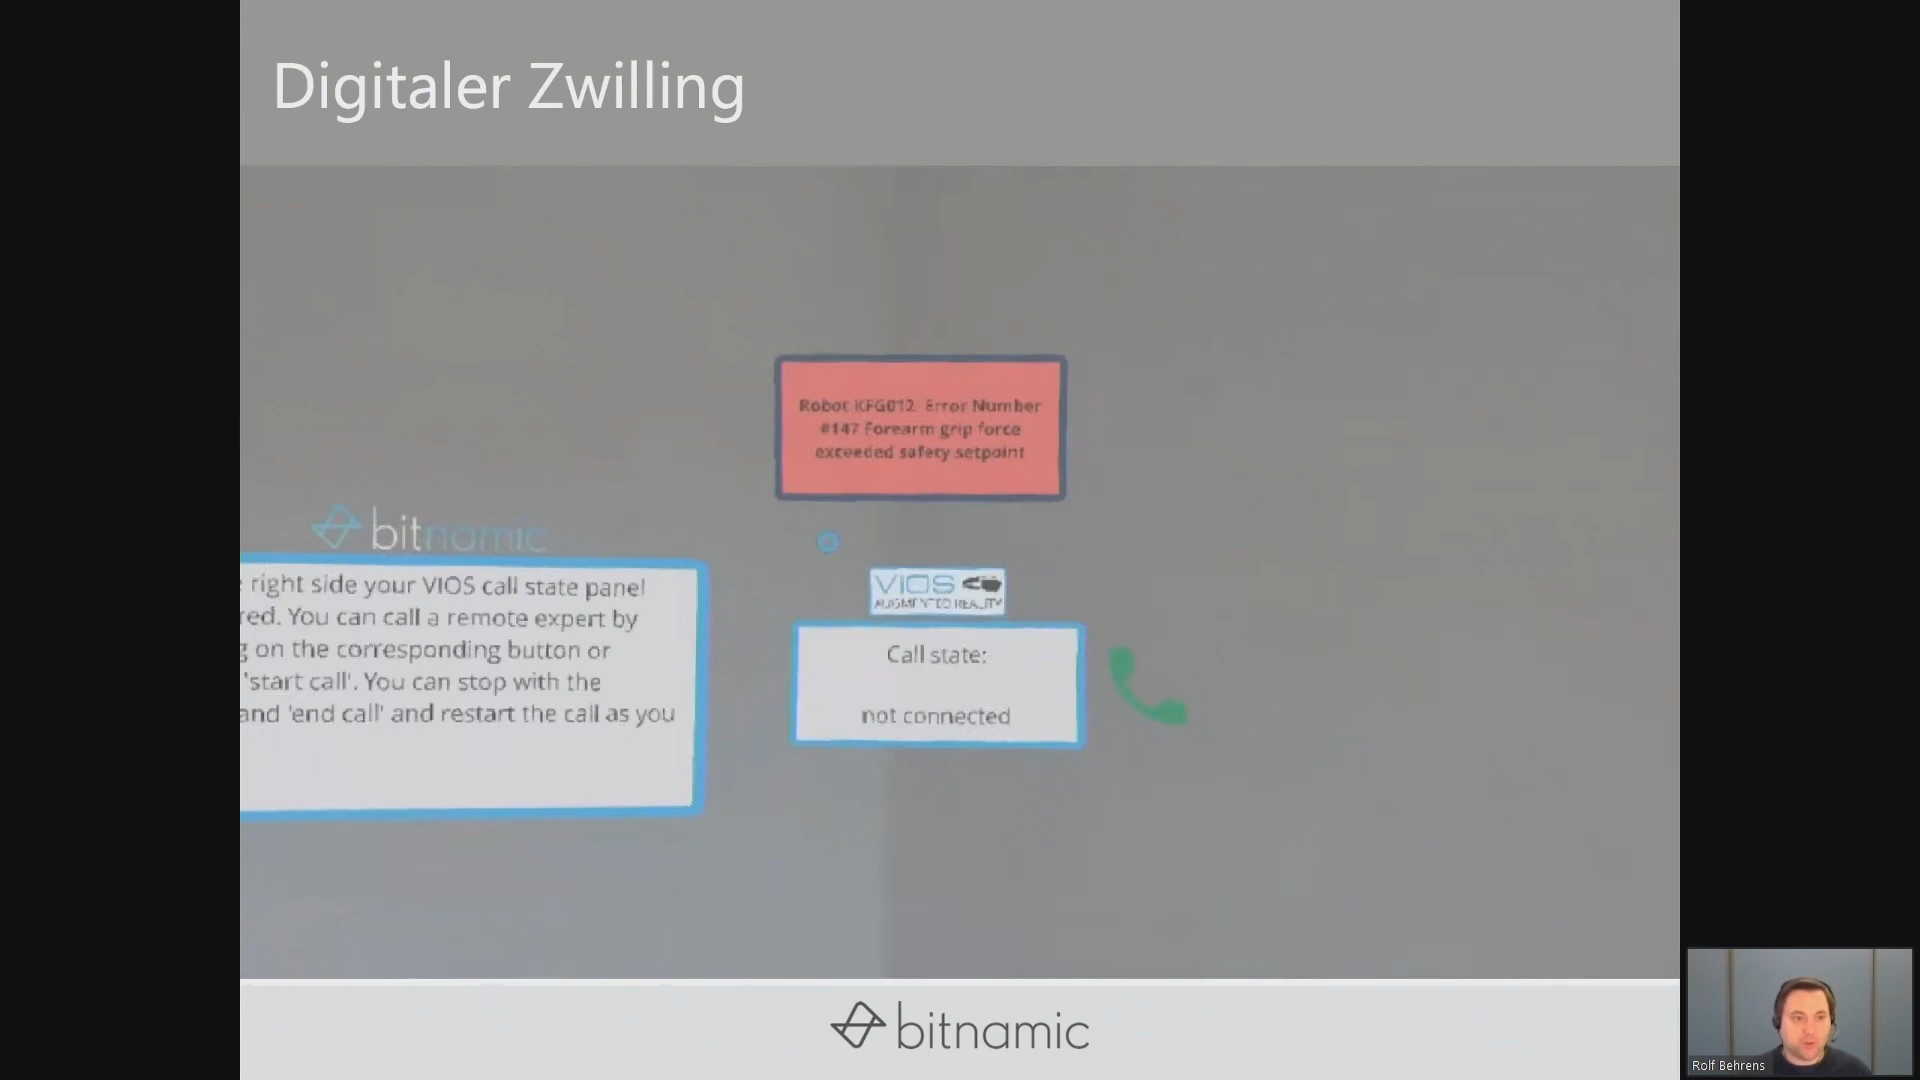 Digitaler Zwilling
Robot KFG012 Error Number
#147 Forearm grip force
exceeded safety setpoint
bitnamic
right side your VIOS call state panel
red. You can call a remote expert by
g on the corresponding button or
'start call'. You can stop with the
and 'end call' and restart the call as you
VIOS
AUGMENTED REALITY
Call state:
not connected
bitnamic
Rolf Behrens